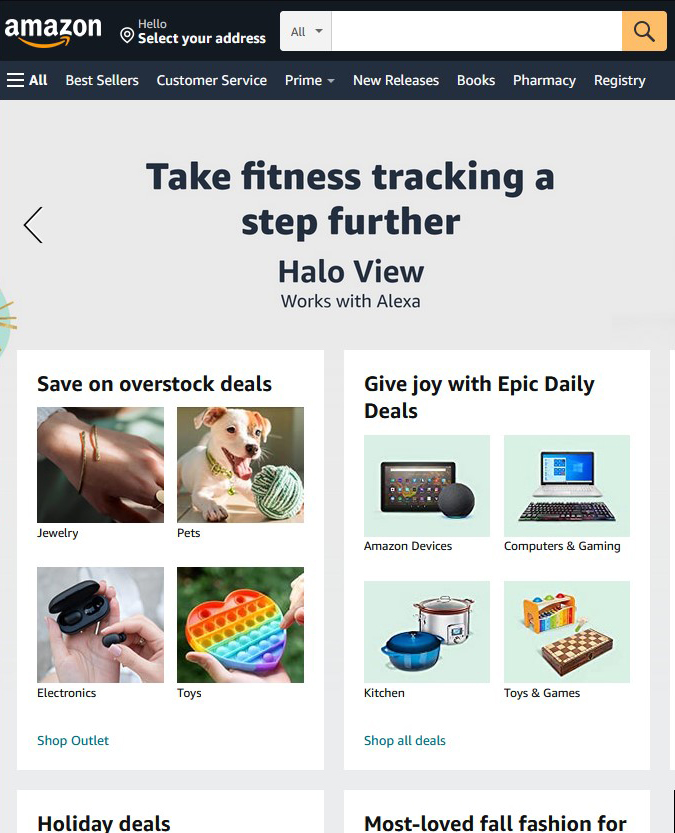 amazon
Hello
Select your address
All
All
Best Sellers
Customer Service
Prime
New Releases
Books
Pharmacy
Registry
Take fitness tracking a
step further
Halo View
Works with Alexa
Save on overstock deals
Jewelry
Pets
Electronics
Toys
Shop Outlet
Give joy with Epic Daily
Deals
Amazon Devices
Computers & Gaming
Kitchen
Toys & Games
Shop all deals
Holiday deals
Most-loved fall fashion for